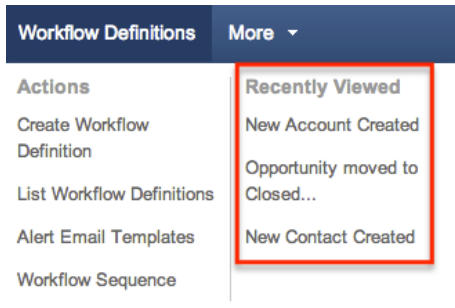 Workflow Definitions
More
Actions
Create Workflow
Definition
List Workflow Definitions
Alert Email Templates
Workflow Sequence
Recently Viewed
New Account Created
Opportunity moved to
Closed...
New Contact Created